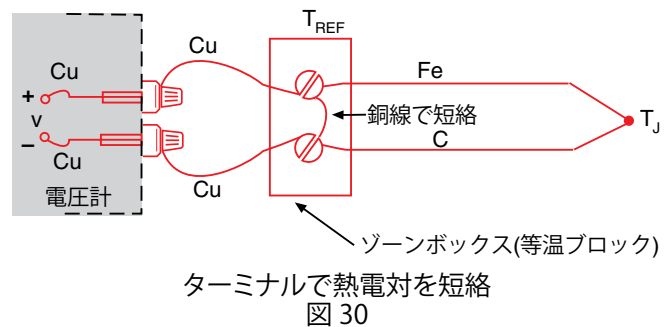 T_REF
Cu
Cu
Fe
+
v
銅線で短絡
T_J
–
Cu
C
電圧計
Cu
ゾーンボックス(等温ブロック)
ターミナルで熱電対を短絡
図 30